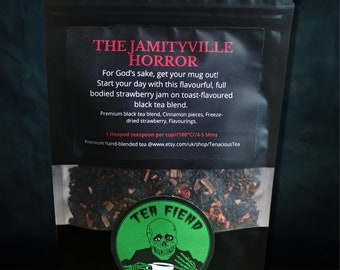 THE JAMITYVILLE
HORROR
For God's sake, get your mug out!
Start your day with this flavourful, full
bodied strawberry jam on toast-flavoured
black tea blend.
Premium black tea blend, Cinnamon pieces, Freeze-
dried strawberry, Flavourings.
1 Heaped teaspoon per cup//100°C//4-5 Mins
Premium hand-blended tea @www.etsy.com/uk/shop/TenaciousTea
TEA FIEND